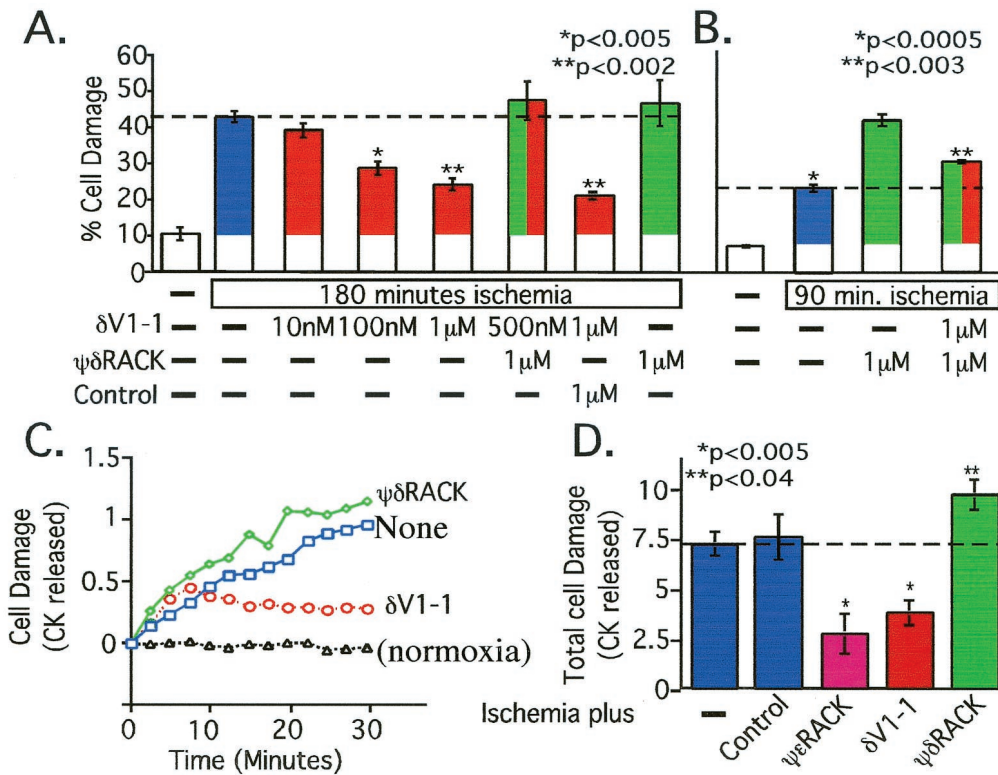 A.
*p<0.005
**p<0.002
% Cell Damage
60
50
40
30
20
10
0
*
**
**
180 minutes ischemia
δV1-1 10nM 100nM 1μM 500nM 1μM
ψδRACK 1μM 1μM
Control 1μM
B.
*p<0.0005
**p<0.003
*
**
90 min. ischemia
1μM
1μM 1μM
C.
Cell Damage
(CK released)
1.5
1
0.5
0
ψδRACK
None
δV1-1
(normoxia)
0 10 20 30
Time (Minutes)
D.
*p<0.005
**p<0.04
Total cell Damage
(CK released)
10
7.5
5
2.5
0
*
*
**
Ischemia plus
–
Control
ψεRACK
δV1-1
ψδRACK